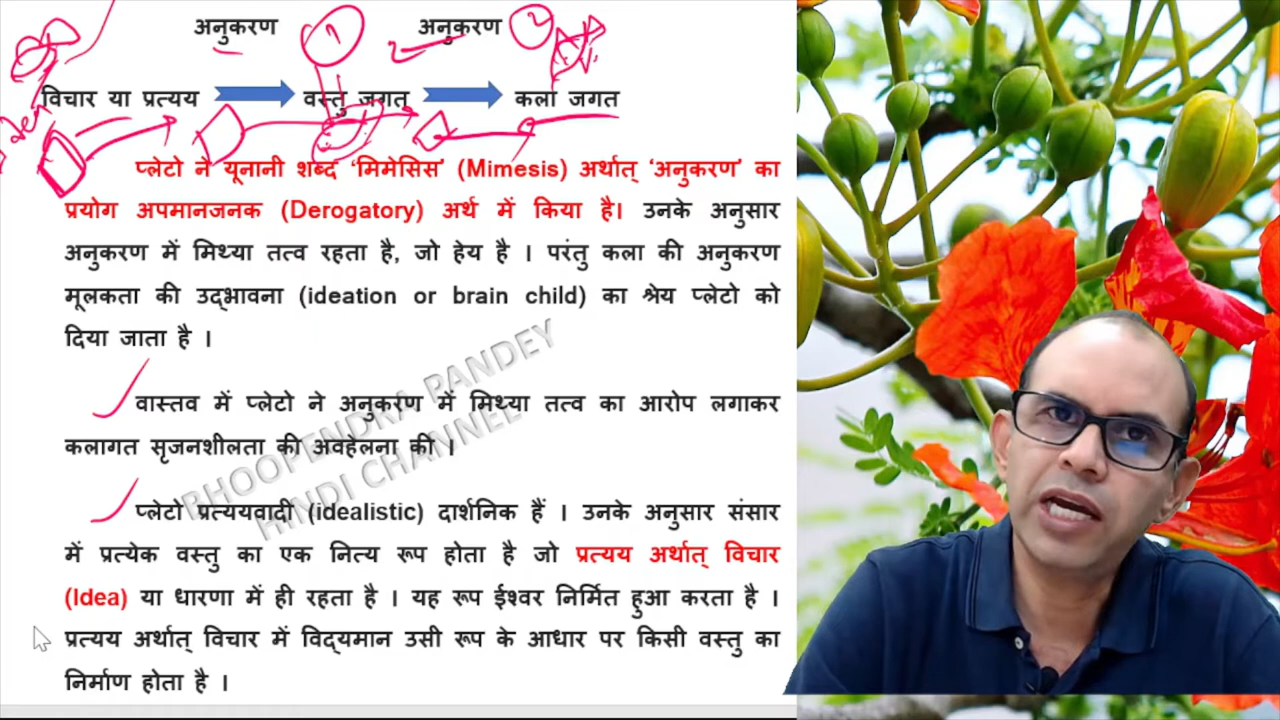 अनुकरण अनुकरण
विचार या प्रत्यय वस्तु जगत् कला जगत
प्लेटो ने यूनानी शब्द ‘मिमेसिस’ (Mimesis) अर्थात् ‘अनुकरण’ का
प्रयोग अपमानजनक (Derogatory) अर्थ में किया है। उनके अनुसार
अनुकरण में मिथ्या तत्व रहता है, जो हेय है । परंतु कला की अनुकरण
मूलकता की उद्भावना (ideation or brain child) का श्रेय प्लेटो को
दिया जाता है ।
वास्तव में प्लेटो ने अनुकरण में मिथ्या तत्व का आरोप लगाकर
कलागत सृजनशीलता की अवहेलना की ।
प्लेटो प्रत्ययवादी (idealistic) दार्शनिक हैं । उनके अनुसार संसार
में प्रत्येक वस्तु का एक नित्य रूप होता है जो प्रत्यय अर्थात् विचार
(Idea) या धारणा में ही रहता है । यह रूप ईश्वर निर्मित हुआ करता है ।
प्रत्यय अर्थात् विचार में विद्यमान उसी रूप के आधार पर किसी वस्तु का
निर्माण होता है ।
BHOOPENDRA PANDEY
HINDI CHANNEL